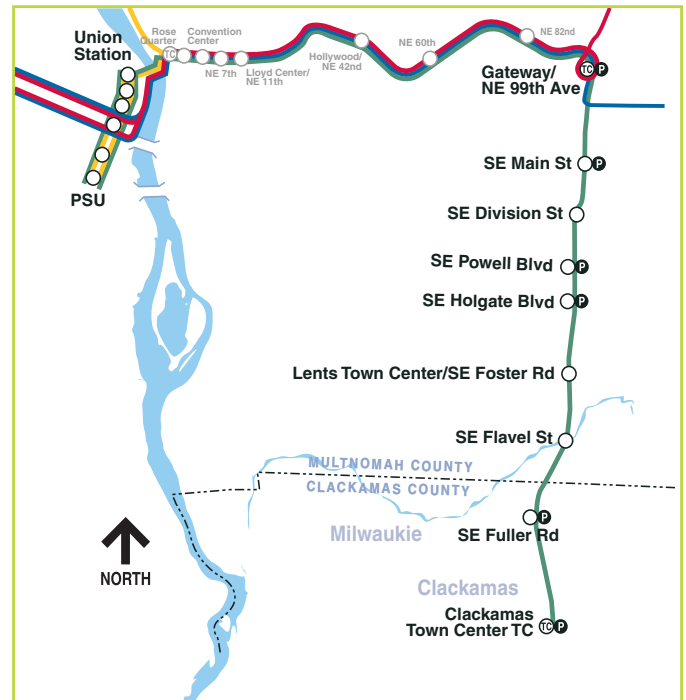 Union
Station
Rose
Quarter
TC
Convention
Center
NE 7th
Lloyd Center/
NE 11th
Hollywood/
NE 42nd
NE 60th
NE 82nd
Gateway/
NE 99th Ave
TC P
PSU
SE Main St P
SE Division St
SE Powell Blvd P
SE Holgate Blvd P
Lents Town Center/SE Foster Rd
SE Flavel St
MULTNOMAH COUNTY
CLACKAMAS COUNTY
Milwaukie
P
SE Fuller Rd
NORTH
Clackamas
Clackamas
Town Center TC
TC P